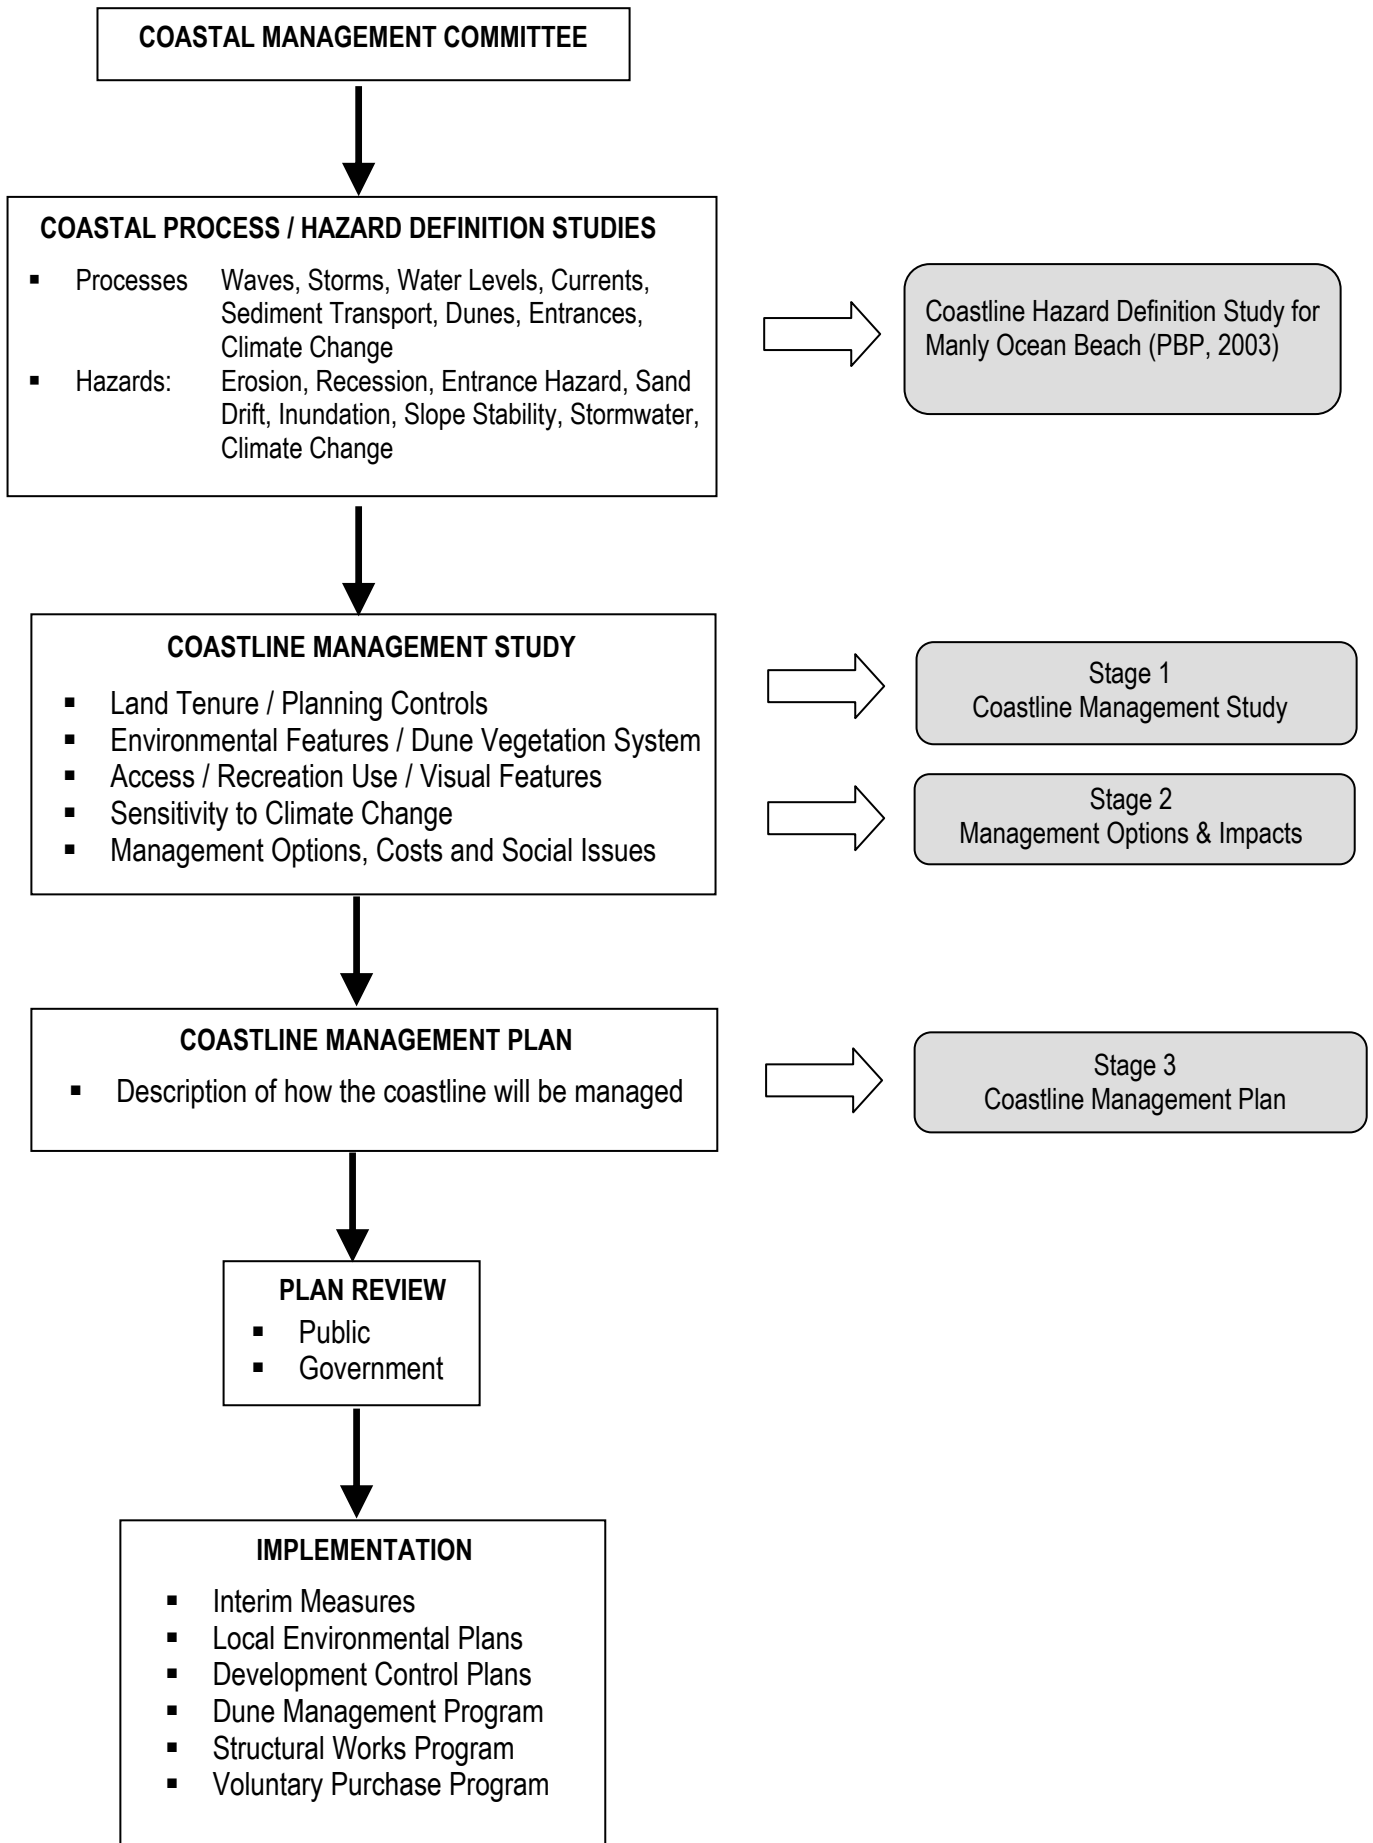 COASTAL MANAGEMENT COMMITTEE
COASTAL PROCESS / HAZARD DEFINITION STUDIES
▪ Processes Waves, Storms, Water Levels, Currents,
Sediment Transport, Dunes, Entrances,
Climate Change
▪ Hazards: Erosion, Recession, Entrance Hazard, Sand
Drift, Inundation, Slope Stability, Stormwater,
Climate Change
Coastline Hazard Definition Study for
Manly Ocean Beach (PBP, 2003)
COASTLINE MANAGEMENT STUDY
▪ Land Tenure / Planning Controls
▪ Environmental Features / Dune Vegetation System
▪ Access / Recreation Use / Visual Features
▪ Sensitivity to Climate Change
▪ Management Options, Costs and Social Issues
Stage 1
Coastline Management Study
Stage 2
Management Options & Impacts
COASTLINE MANAGEMENT PLAN
▪ Description of how the coastline will be managed
Stage 3
Coastline Management Plan
PLAN REVIEW
▪ Public
▪ Government
IMPLEMENTATION
▪ Interim Measures
▪ Local Environmental Plans
▪ Development Control Plans
▪ Dune Management Program
▪ Structural Works Program
▪ Voluntary Purchase Program